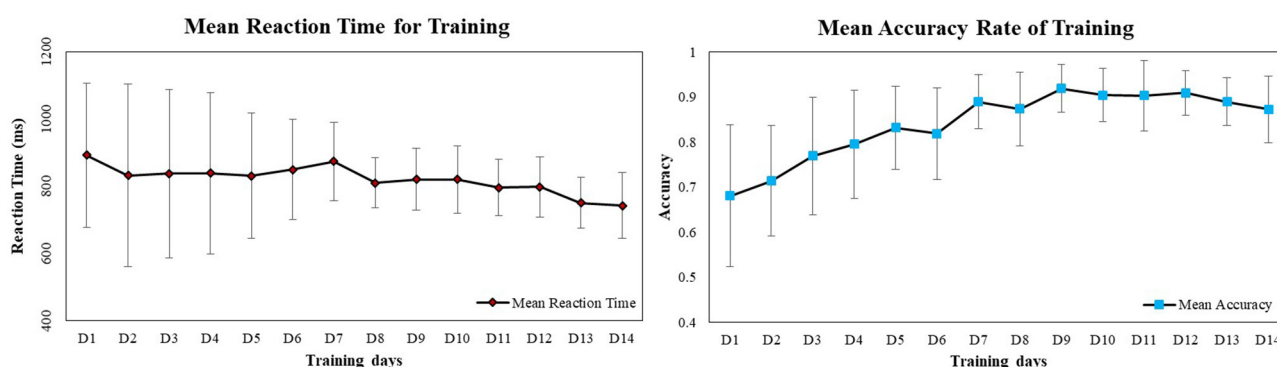 Mean Reaction Time for Training
1200
1000
800
600
400
Reaction Time (ms)
Mean Reaction Time
D1 D2 D3 D4 D5 D6 D7 D8 D9 D10 D11 D12 D13 D14
Training days
Mean Accuracy Rate of Training
1
0.9
0.8
0.7
0.6
0.5
0.4
Accuracy
Mean Accuracy
D1 D2 D3 D4 D5 D6 D7 D8 D9 D10 D11 D12 D13 D14
Training days